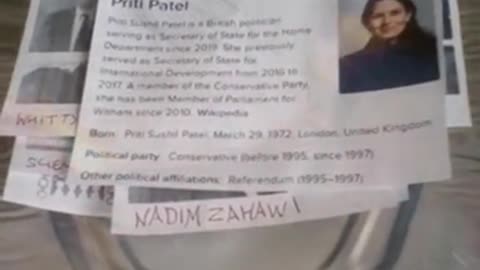 Priti Patel
Priti Sushil Patel is a British politician
serving as Secretary of State for the Home
Department since 2019. She previously
served as Secretary of State for
International Development from 2016 to
2017. A member of the Conservative Party,
she has been Member of Parliament for
Witham since 2010. Wikipedia
Born: Priti Sushil Patel, March 29, 1972, London, United Kingdom
Political party: Conservative (before 1995, since 1997)
Other political affiliations: Referendum (1995–1997)
WHITTY
SCIEN
NADIM ZAHAWI